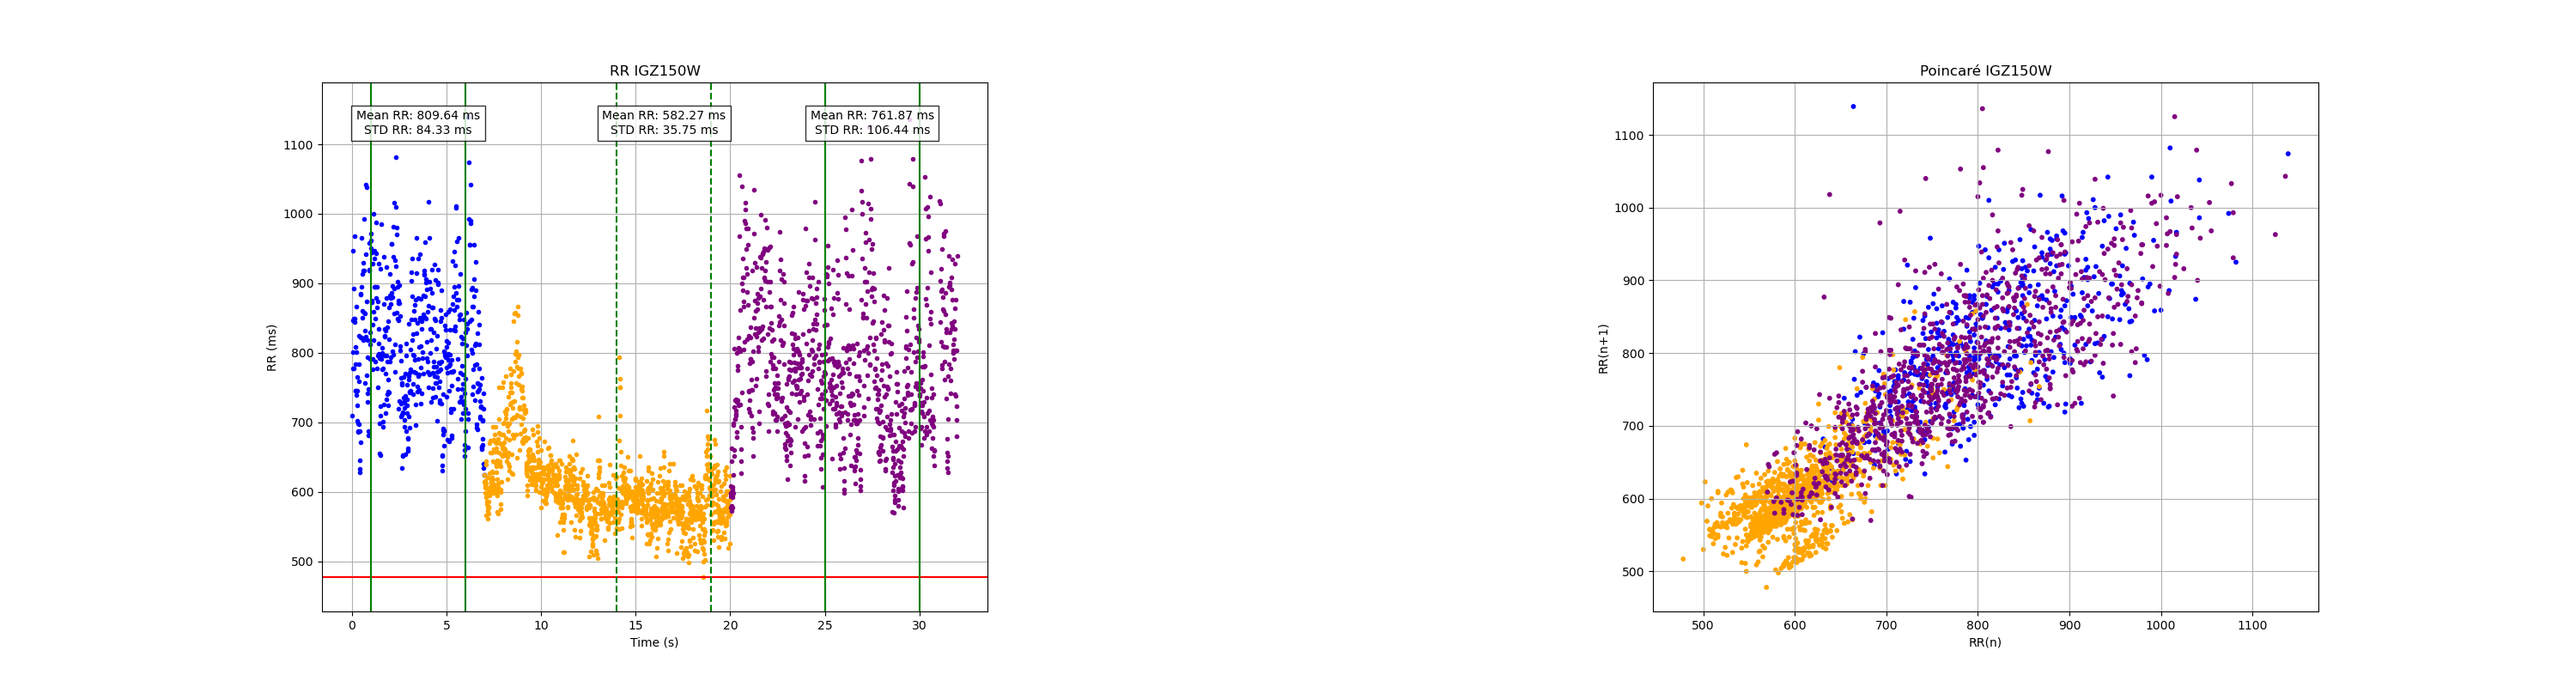 RR IGZ150W
Mean RR: 809.64 ms
STD RR: 84.33 ms
Mean RR: 582.27 ms
STD RR: 35.75 ms
Mean RR: 761.87 ms
STD RR: 106.44 ms
1100
1000
900
800
700
600
500
RR (ms)
0 5 10 15 20 25 30
Time (s)
Poincaré IGZ150W
1100
1000
900
800
700
600
500
RR(n+1)
500 600 700 800 900 1000 1100
RR(n)